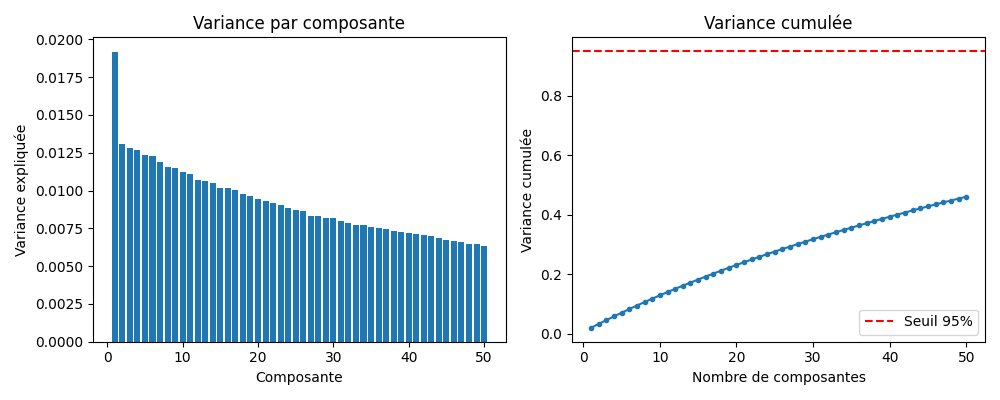 Variance par composante
0.0200
0.0175
0.0150
0.0125
0.0100
0.0075
0.0050
0.0025
0.0000
Variance expliquée
0 10 20 30 40 50
Composante
Variance cumulée
0.8
0.6
0.4
0.2
0.0
Variance cumulée
Seuil 95%
0 10 20 30 40 50
Nombre de composantes